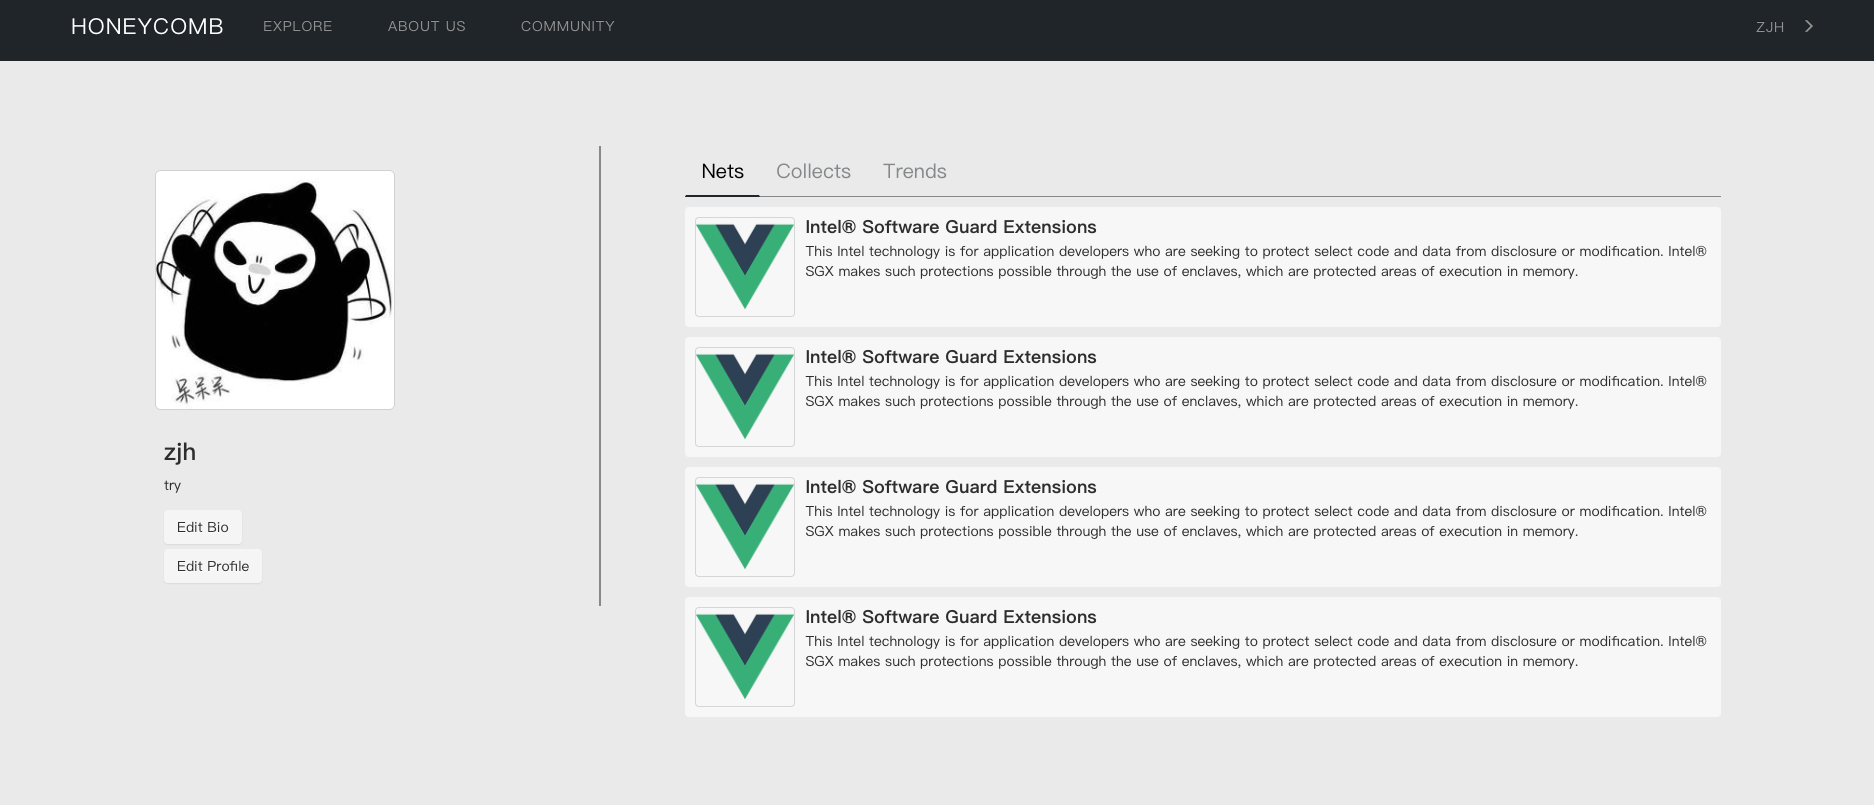 HONEYCOMB EXPLORE ABOUT US COMMUNITY ZJH
呆呆呆
zjh
try
Edit Bio
Edit Profile
Nets Collects Trends
Intel® Software Guard Extensions
This Intel technology is for application developers who are seeking to protect select code and data from disclosure or modification. Intel®
SGX makes such protections possible through the use of enclaves, which are protected areas of execution in memory.
Intel® Software Guard Extensions
This Intel technology is for application developers who are seeking to protect select code and data from disclosure or modification. Intel®
SGX makes such protections possible through the use of enclaves, which are protected areas of execution in memory.
Intel® Software Guard Extensions
This Intel technology is for application developers who are seeking to protect select code and data from disclosure or modification. Intel®
SGX makes such protections possible through the use of enclaves, which are protected areas of execution in memory.
Intel® Software Guard Extensions
This Intel technology is for application developers who are seeking to protect select code and data from disclosure or modification. Intel®
SGX makes such protections possible through the use of enclaves, which are protected areas of execution in memory.